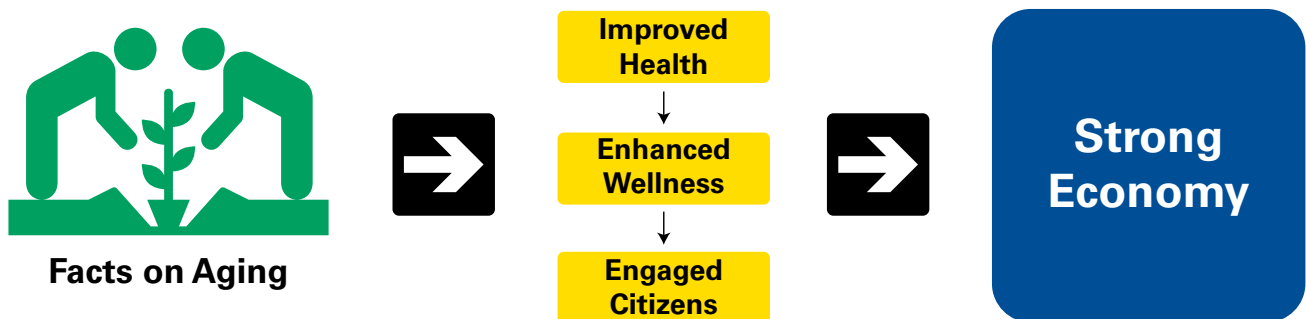 Facts on Aging
Improved
Health
Enhanced
Wellness
Engaged
Citizens
Strong
Economy